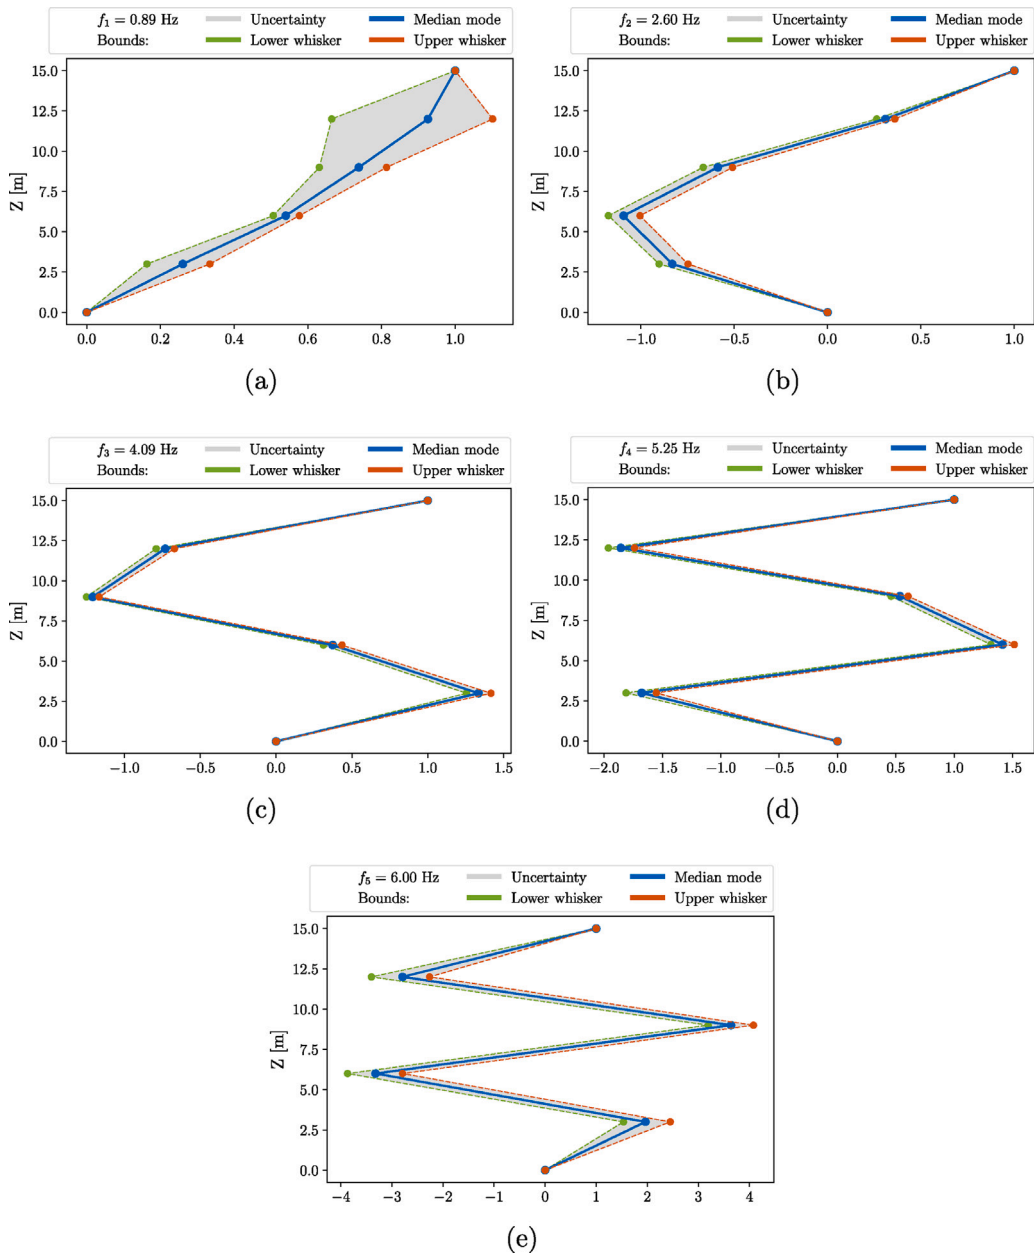 f₁ = 0.89 Hz Uncertainty Median mode
Bounds: Lower whisker Upper whisker
15.0
12.5
10.0
7.5
5.0
2.5
0.0
Z [m]
0.0 0.2 0.4 0.6 0.8 1.0
(a)
f₂ = 2.60 Hz Uncertainty Median mode
Bounds: Lower whisker Upper whisker
15.0
12.5
10.0
7.5
5.0
2.5
0.0
Z [m]
−1.0 −0.5 0.0 0.5 1.0
(b)
f₃ = 4.09 Hz Uncertainty Median mode
Bounds: Lower whisker Upper whisker
15.0
12.5
10.0
7.5
5.0
2.5
0.0
Z [m]
−1.0 −0.5 0 0.5 1.0 1.5
(c)
f₄ = 5.25 Hz Uncertainty Median mode
Bounds: Lower whisker Upper whisker
15.0
12.5
10.0
7.5
5.0
2.5
0.0
Z [m]
−2.0 −1.5 −1.0 −0.5 0.0 0.5 1.0 1.5
(d)
f₅ = 6.00 Hz Uncertainty Median mode
Bounds: Lower whisker Upper whisker
15.0
12.5
10.0
7.5
5.0
2.5
0.0
Z [m]
−4 −3 −2 −1 0 1 2 3 4
(e)